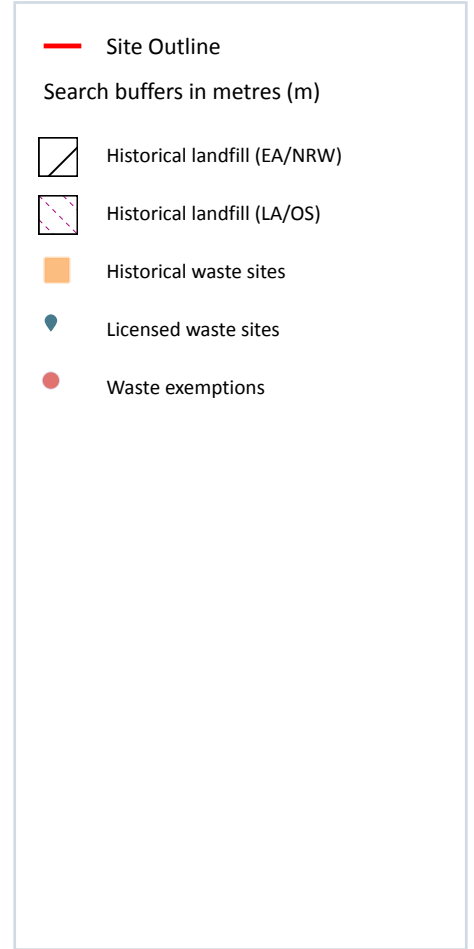 Site Outline
Search buffers in metres (m)
Historical landfill (EA/NRW)
Historical landfill (LA/OS)
Historical waste sites
Licensed waste sites
Waste exemptions